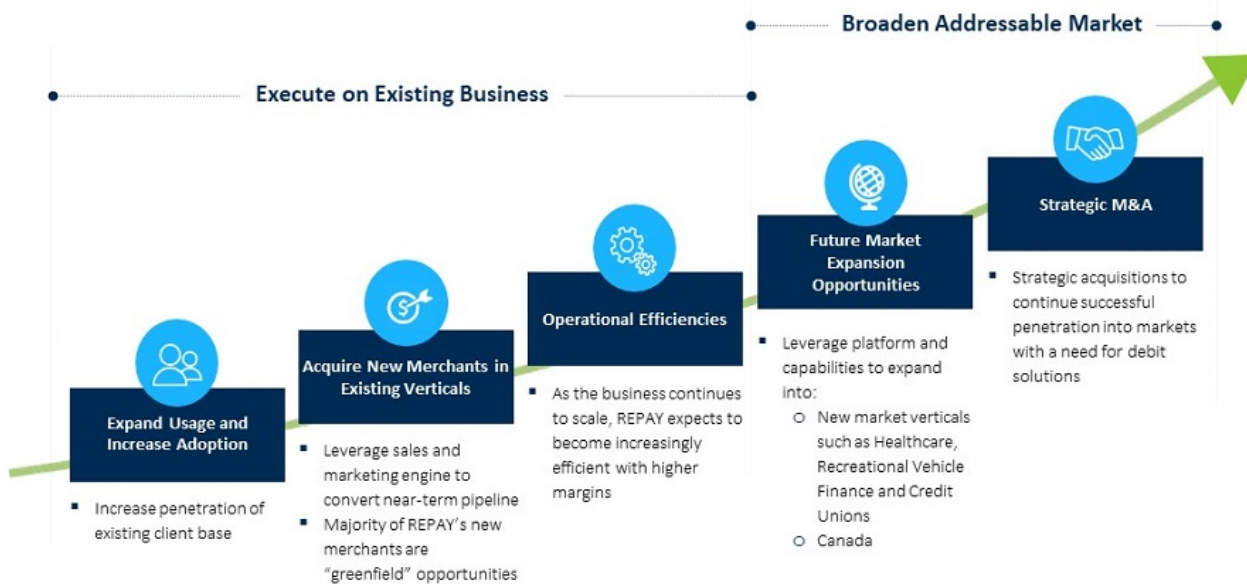 Broaden Addressable Market
Execute on Existing Business
Expand Usage and
Increase Adoption
▪ Increase penetration of
existing client base
Acquire New Merchants in
Existing Verticals
▪ Leverage sales and
marketing engine to
convert near-term pipeline
▪ Majority of REPAY’s new
merchants are
“greenfield” opportunities
Operational Efficiencies
▪ As the business continues
to scale, REPAY expects to
become increasingly
efficient with higher
margins
Future Market
Expansion
Opportunities
▪ Leverage platform and
capabilities to expand
into:
o New market verticals
such as Healthcare,
Recreational Vehicle
Finance and Credit
Unions
o Canada
Strategic M&A
▪ Strategic acquisitions to
continue successful
penetration into markets
with a need for debit
solutions